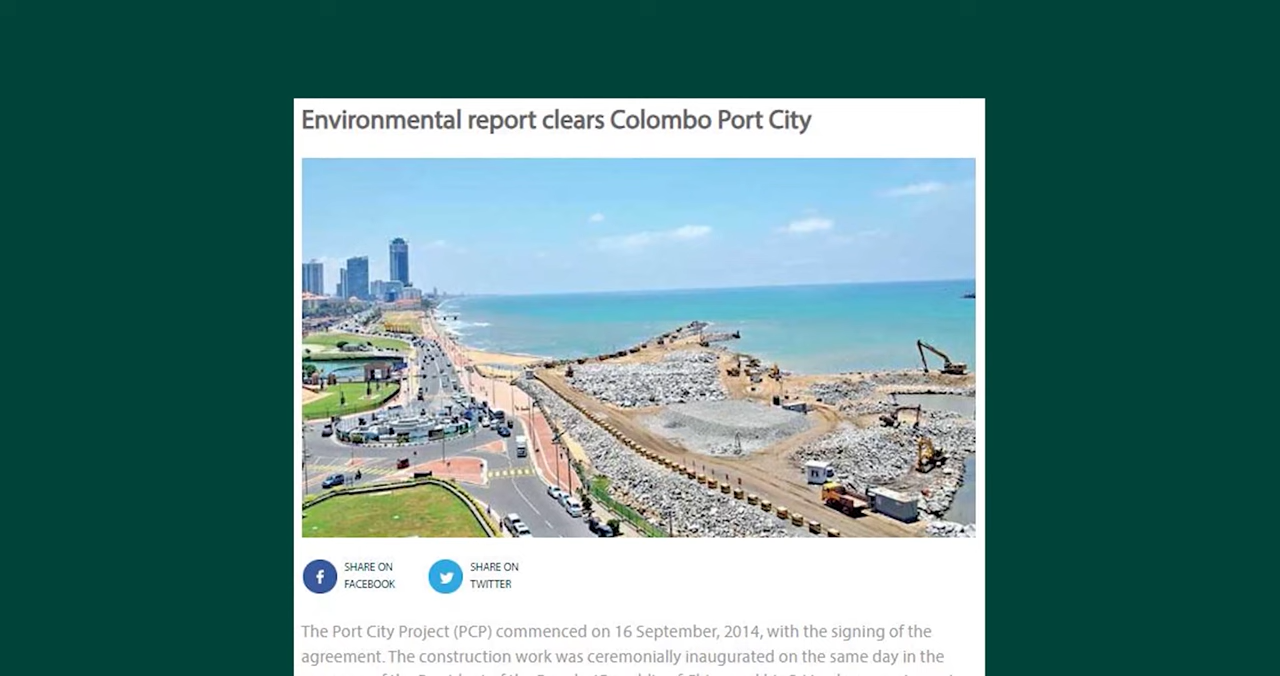 Environmental report clears Colombo Port City
SHARE ON
FACEBOOK
SHARE ON
TWITTER
The Port City Project (PCP) commenced on 16 September, 2014, with the signing of the
agreement. The construction work was ceremonially inaugurated on the same day in the